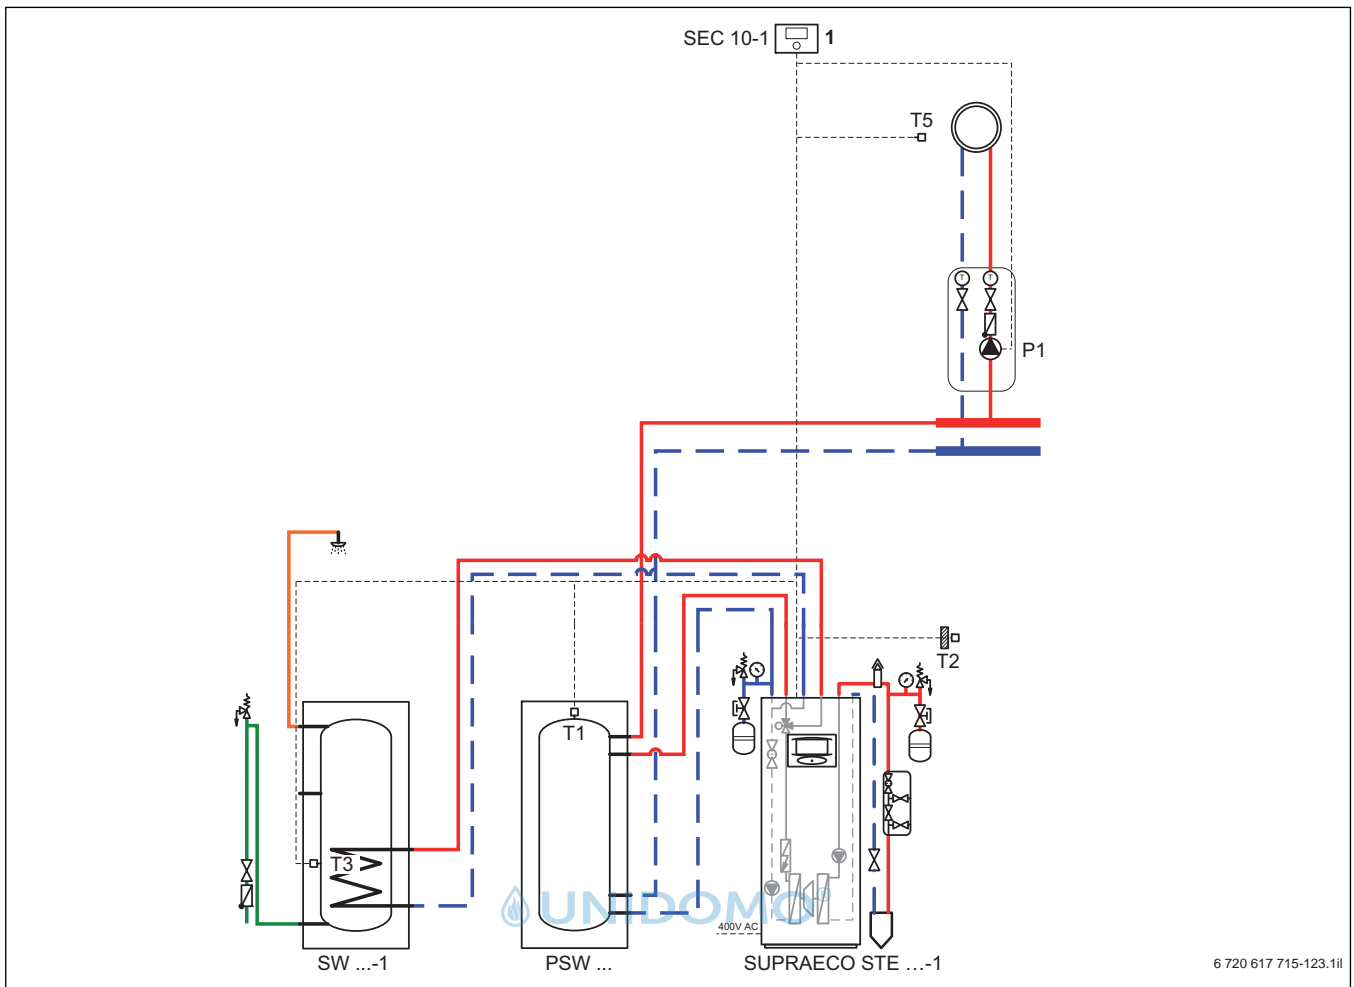 SEC 10-1
1
T5
T
T
P1
T2
T1
T3
UNIDOMO®
400V AC
SW ...-1
PSW ...
SUPRAECO STE ...-1
6 720 617 715-123.1il